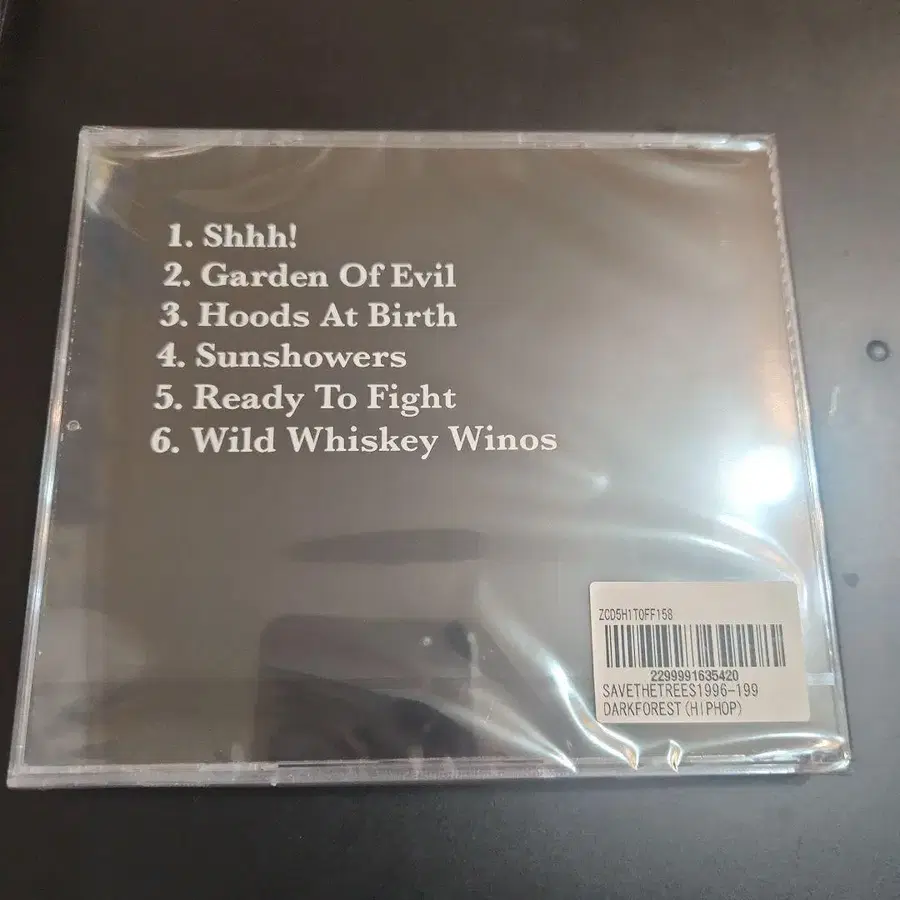 1. Shhh!
2. Garden Of Evil
3. Hoods At Birth
4. Sunshowers
5. Ready To Fight
6. Wild Whiskey Winos
ZCD5H1TOFF158
2299991635420
SAVETHETREES1996-199
DARKFOREST(HIPHOP)